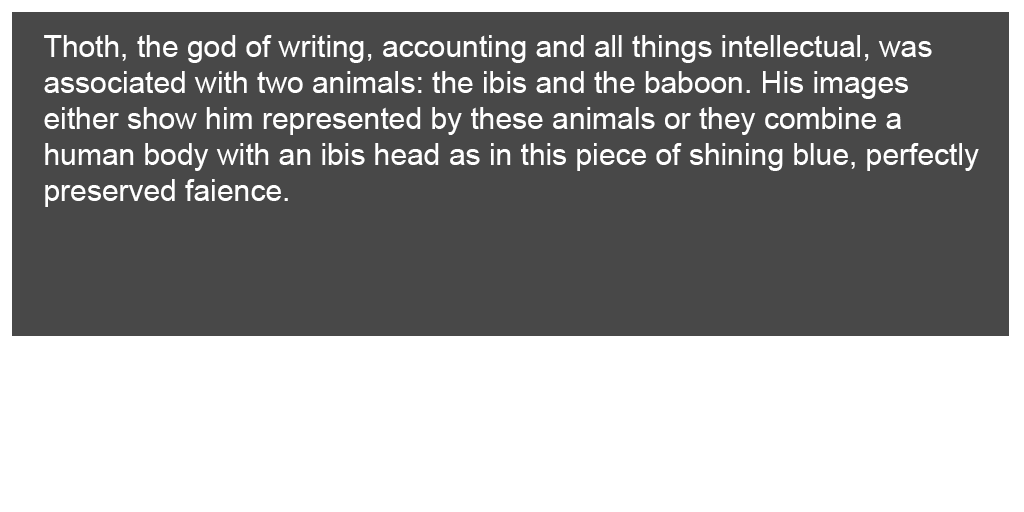 Thoth, the god of writing, accounting and all things intellectual, was
associated with two animals: the ibis and the baboon. His images
either show him represented by these animals or they combine a
human body with an ibis head as in this piece of shining blue, perfectly
preserved faience.